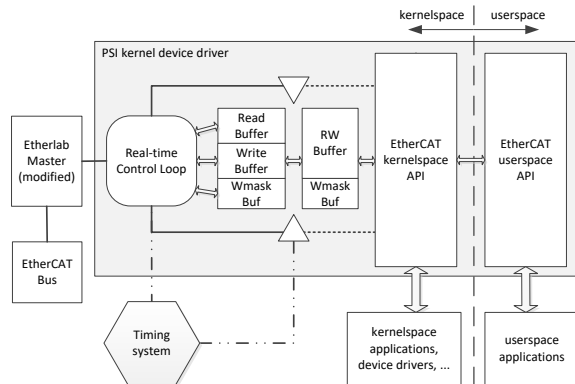 kernelspace
userspace
PSI kernel device driver
Etherlab
Master
(modified)
Real-time
Control Loop
Read
Buffer
Write
Buffer
Wmask
Buf
RW
Buffer
Wmask
Buf
EtherCAT
kernelspace
API
EtherCAT
userspace
API
EtherCAT
Bus
Timing
system
kernelspace
applications,
device drivers, ...
userspace
applications